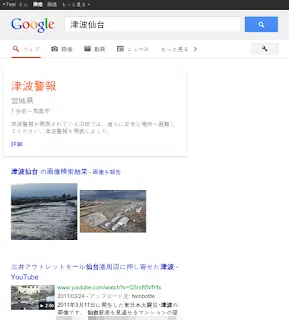 +Test さん 検索 画像 もっと見る
Google 津波仙台
ウェブ 画像 動画 ニュース もっと見る
津波警報
宮城県
1 分前 – 気象庁
津波警報が発表されている沿岸では、直ちに安全な場所へ避難し
てください。津波警報を発表しました。
詳細
津波仙台 の画像検索結果 - 画像を報告
三井アウトレットモール仙台港周辺に押し寄せた津波 -
YouTube
www.youtube.com/watch?v=
2011/03/24 - アップロード元: twinbottle
2011年3月11日に発生した東日本大震災·津波の
画像です。 仙台新港を見渡せるマンションの屋